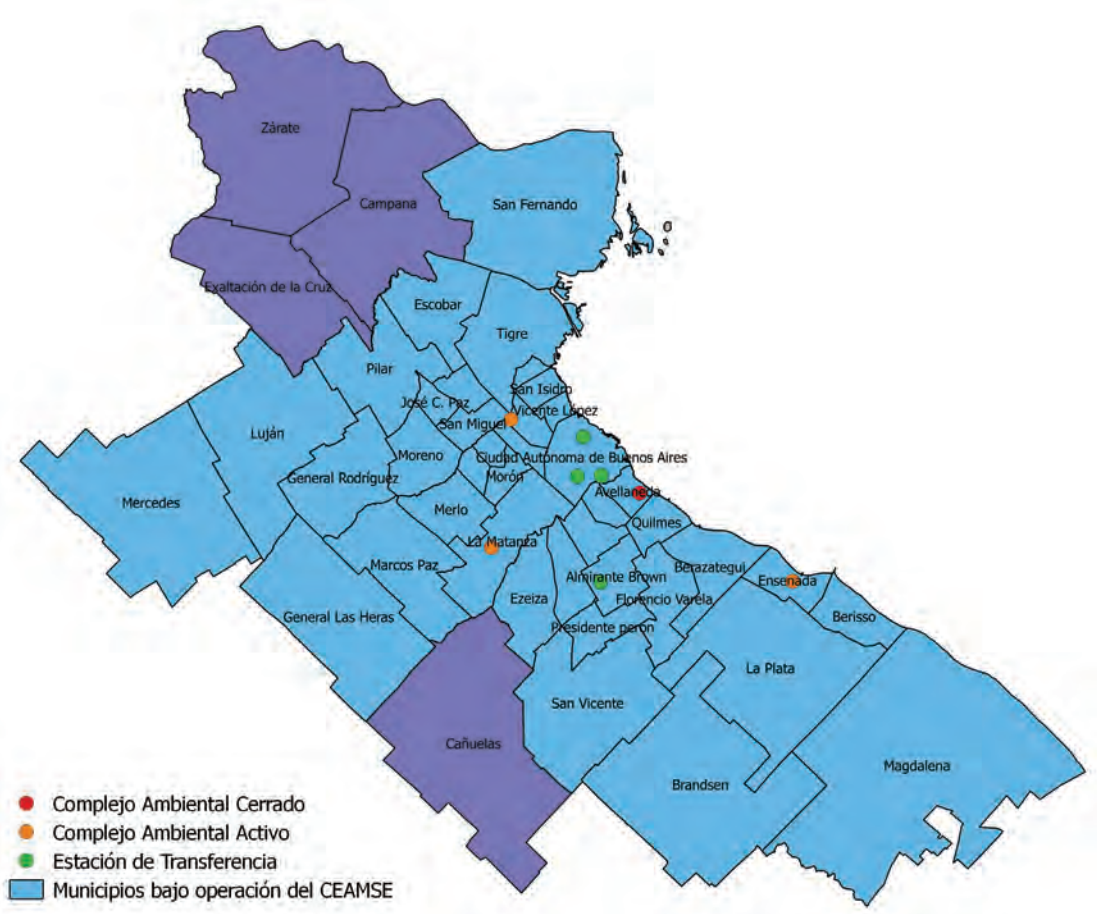 Zárate
Campana
San Fernando
Exaltación de la Cruz
Escobar
Tigre
Pilar
San Isidro
José C. Paz
Vicente López
San Miguel
Luján
Moreno
Ciudad Autónoma de Buenos Aires
General Rodríguez
Morón
Avellaneda
Mercedes
Merlo
Quilmes
La Matanza
Marcos Paz
Berazategui
Almirante Brown
Ensenada
Ezeiza
Florencio Varela
General Las Heras
Berisso
Presidente perón
La Plata
San Vicente
Cañuelas
Magdalena
Brandsen
Complejo Ambiental Cerrado
Complejo Ambiental Activo
Estación de Transferencia
Municipios bajo operación del CEAMSE